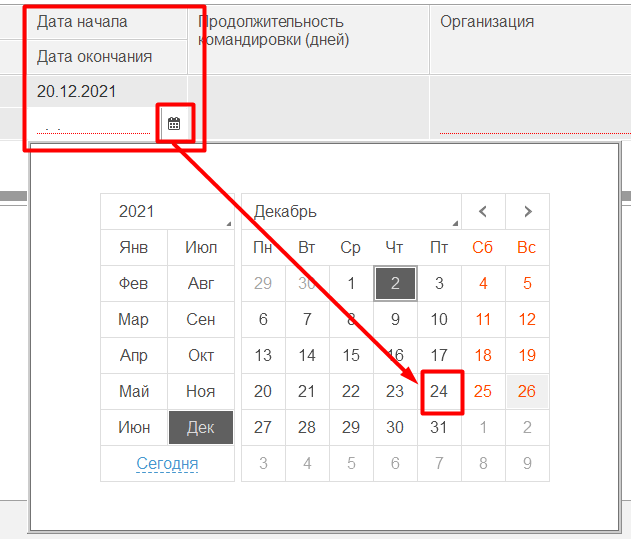 Дата начала
Продолжительность
командировки (дней)
Организация
Дата окончания
20.12.2021
. .
2021
Декабрь
Янв Июл
Пн Вт Ср Чт Пт Сб Вс
Фев Авг
29 30 1 2 3 4 5
Мар Сен
6 7 8 9 10 11 12
Апр Окт
13 14 15 16 17 18 19
Май Ноя
20 21 22 23 24 25 26
Июн Дек
27 28 29 30 31 1 2
Сегодня
3 4 5 6 7 8 9